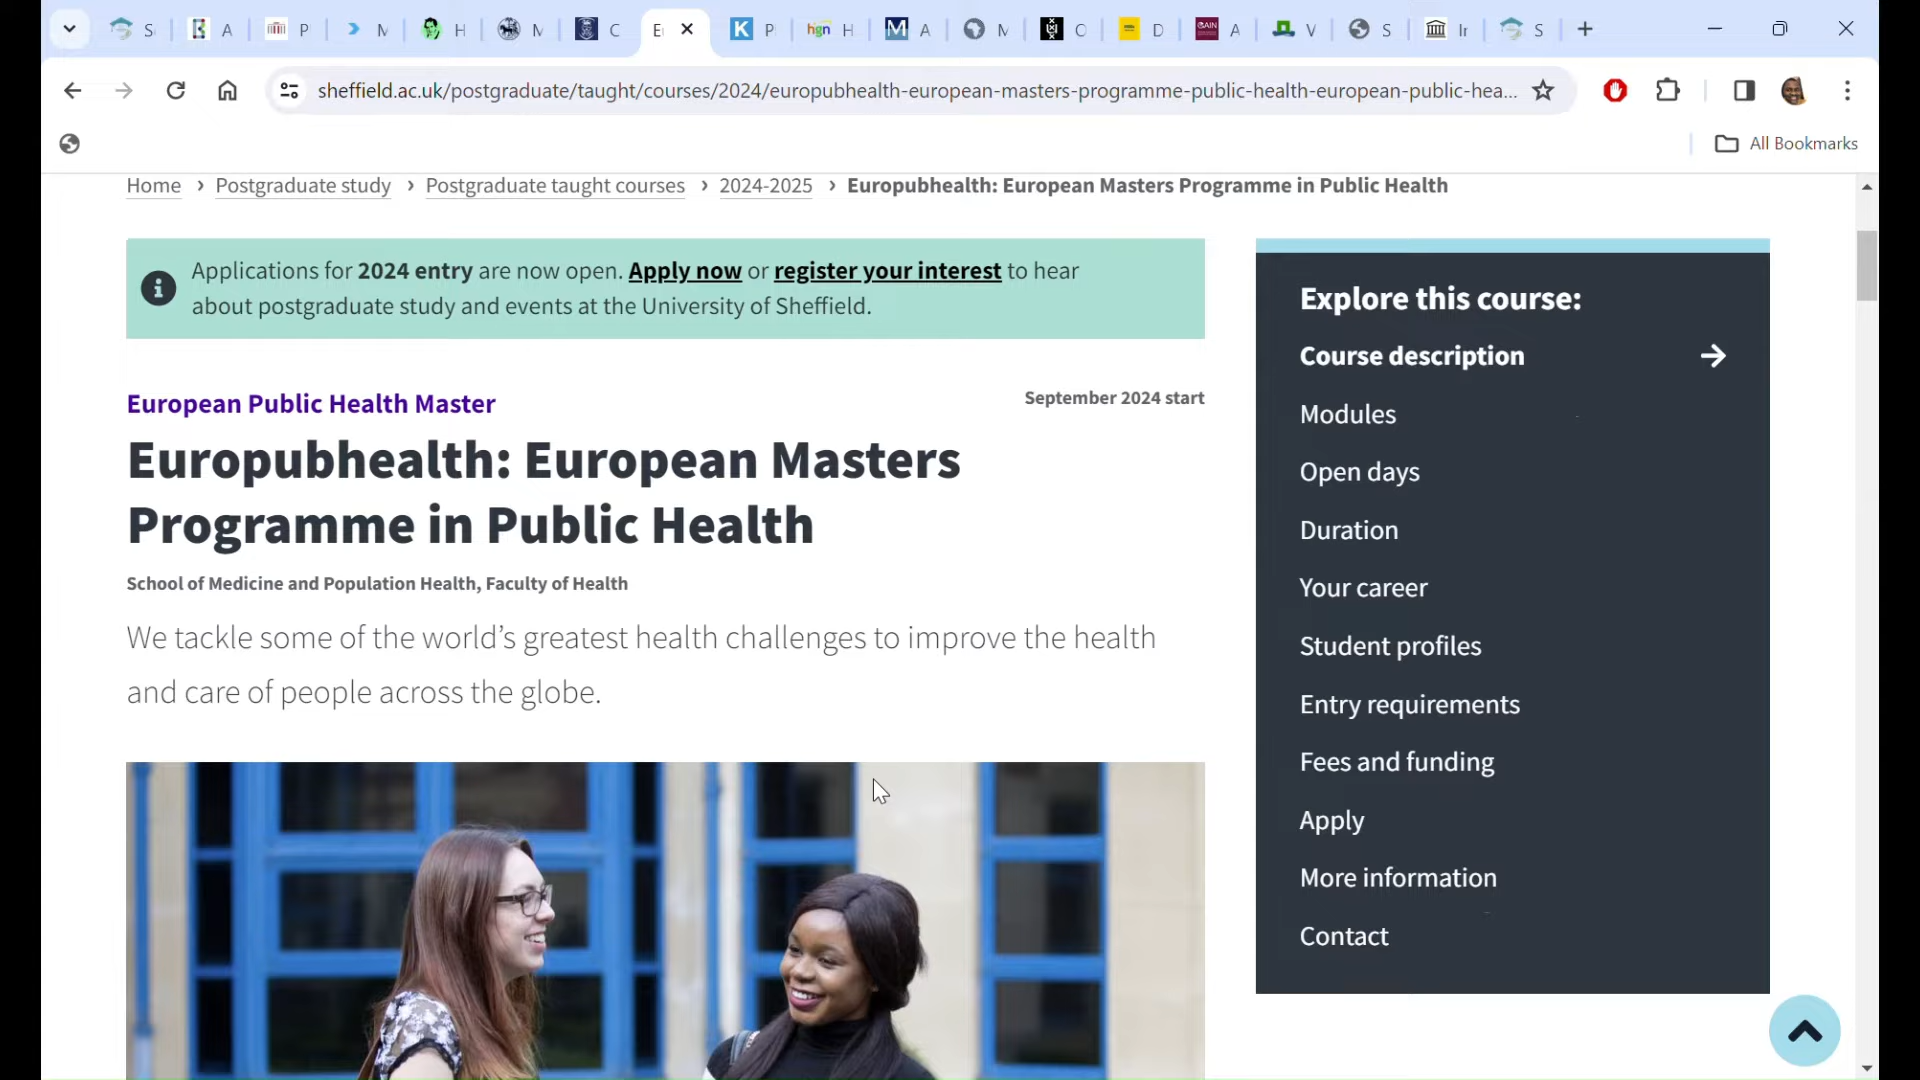 S
A
P
M
H
M
C
E
P
hgn H
A
M
C
D
GAIN A
V
S
Ir
S
sheffield.ac.uk/postgraduate/taught/courses/2024/europubhealth-european-masters-programme-public-health-european-public-hea...
All Bookmarks
Home › Postgraduate study › Postgraduate taught courses › 2024-2025 › Europubhealth: European Masters Programme in Public Health
Applications for 2024 entry are now open. Apply now or register your interest to hear
about postgraduate study and events at the University of Sheffield.
European Public Health Master
September 2024 start
Europubhealth: European Masters
Programme in Public Health
School of Medicine and Population Health, Faculty of Health
We tackle some of the world’s greatest health challenges to improve the health
and care of people across the globe.
Explore this course:
Course description
Modules
Open days
Duration
Your career
Student profiles
Entry requirements
Fees and funding
Apply
More information
Contact